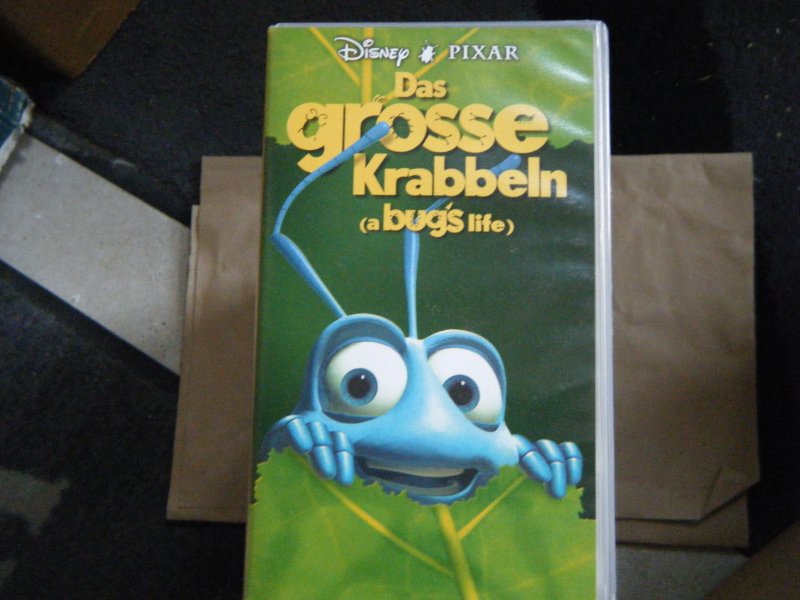 Disney PIXAR
Das
grosse
Krabbeln
(a bug's life)